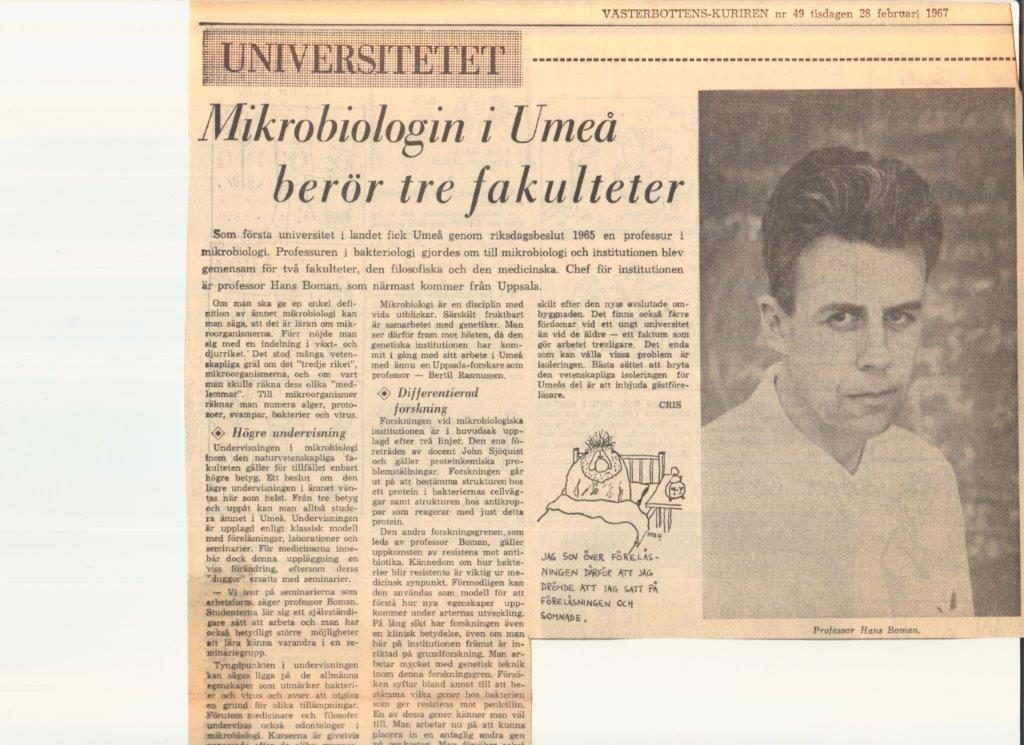 VÄSTERBOTTENS-KURIREN nr 49 tisdagen 28 februari 1967
UNIVERSITETET
Mikrobiologin i Umeå
berör tre fakulteter
Som första universitet i landet fick Umeå genom riksdagsbeslut 1965 en professur i
mikrobiologi. Professuren i bakteriologi gjordes om till mikrobiologi och institutionen blev
gemensam för två fakulteter, den filosofiska och den medicinska. Chef för institutionen
är professor Hans Boman, som närmast kommer från Uppsala.
Om man ska ge en enkel defi-
nition av ämnet mikrobiologi kan
man säga, att det är läran om mik-
roorganismerna. Förr nöjde man
sig med en indelning i växt- och
djurriket. Det stod många veten-
skapliga gräl om det "tredje riket",
mikroorganismerna, och om vart
man skulle räkna dess olika "med-
lemmar". Till mikroorganismer
räknar man numera alger, proto-
zoer, svampar, bakterier och virus.
Högre undervisning
Undervisningen i mikrobiologi
inom den naturvetenskapliga fa-
kulteten gäller för tillfället enbart
högre betyg. Ett beslut om den
lägre undervisningen i ämnet vän-
tas när som helst. Från tre betyg
och uppåt kan man alltså stude-
ra ämnet i Umeå. Undervisningen
är upplagd enligt klassisk modell
med föreläsningar, laborationer och
seminarier. För medicinarna inne-
bär dock denna uppläggning en
viss förändring, eftersom deras
"duggor" ersatts med seminarier.
— Vi tror på seminarierna som
arbetsform, säger professor Boman.
Studenterna lär sig ett självständi-
gare sätt att arbeta och man har
också betydligt större möjligheter
att lära känna varandra i en se-
minariegrupp.
Tyngdpunkten i undervisningen
kan sägas ligga på de allmänna
egenskaper som utmärker bakteri-
er och virus och avser att utgöra
en grund för olika tillämpningar.
Förutom medicinare och filosofer
undervisas också odontologer i
mikrobiologi. Kurserna är givetvis
Mikrobiologi är en disciplin med
vida utblickar. Särskilt fruktbart
är samarbetet med genetiker. Man
ser därför fram mot hösten, då den
genetiska institutionen har kom-
mit i gång med sitt arbete i Umeå
med ännu en Uppsala-forskare som
professor — Bertil Rasmussen.
Differentierad
forskning
Forskningen vid mikrobiologiska
institutionen är i huvudsak upp-
lagd efter två linjer. Den ena fö-
reträdes av docent John Sjöquist
och gäller proteinkemiska pro-
blemställningar. Forskningen går
ut på att bestämma strukturen hos
ett protein i bakteriernas cellväg-
gar samt strukturen hos antikrop-
par som reagerar med just detta
protein.
Den andra forskningsgrenen, som
leds av professor Boman, gäller
uppkomsten av resistens mot anti-
biotika. Kännedom om hur bakte-
rier blir resistenta är viktig ur me-
dicinsk synpunkt. Förmodligen kan
den användas som modell för att
förstå hur nya egenskaper upp-
kommer under arternas utveckling.
På lång sikt har forskningen även
en klinisk betydelse, även om man
här på institutionen främst är in-
riktad på grundforskning. Man ar-
betar mycket med genetisk teknik
inom denna forskningsgren. Försö-
ken syftar bland annat till att be-
stämma vilka gener hos bakterien
som ger resistens mot penicillin.
En av dessa gener känner man väl
till. Man arbetar nu på att kunna
placera in en antaglig andra gen
skilt efter den nyss avslutade om-
byggnaden. Det finns också färre
fördomar vid ett ungt universitet
än vid de äldre — ett faktum som
gör arbetet trevligare. Det enda
som kan vålla vissa problem är
isoleringen. Bästa sättet att bryta
den vetenskapliga isoleringen för
Umeås del är att inbjuda gästföre-
läsare.
CRIS
JAG SOV ÖVER FÖRELÄS-
NINGEN DÄRFÖR ATT JAG
DRÖMDE ATT JAG SATT PÅ
FÖRELÄSNINGEN OCH
SOMNADE.
Professor Hans Boman.